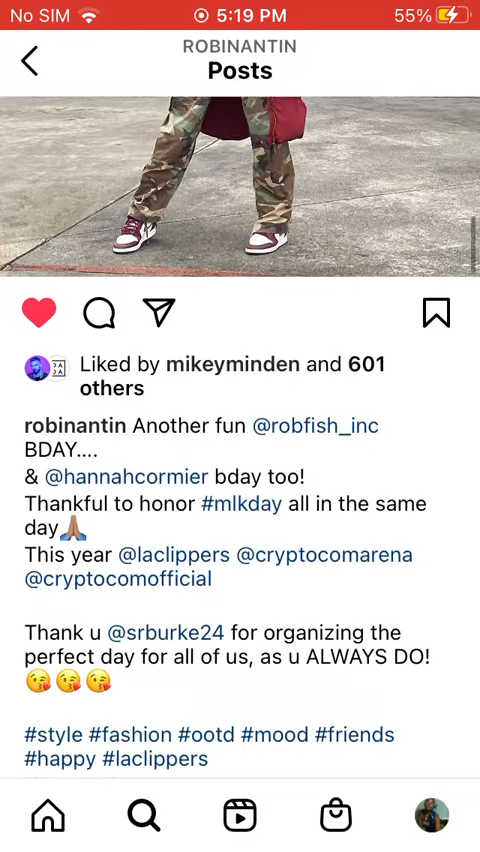 No SIM 5:19 PM 55%
ROBINANTIN
Posts
Liked by mikeyminden and 601
others
robinantin Another fun @robfish_inc
BDAY....
& @hannahcormier bday too!
Thankful to honor #mlkday all in the same
day🙏🏽
This year @laclippers @cryptocomarena
@cryptocomofficial
Thank u @srburke24 for organizing the
perfect day for all of us, as u ALWAYS DO!
😘😘😘
#style #fashion #ootd #mood #friends
#happy #laclippers